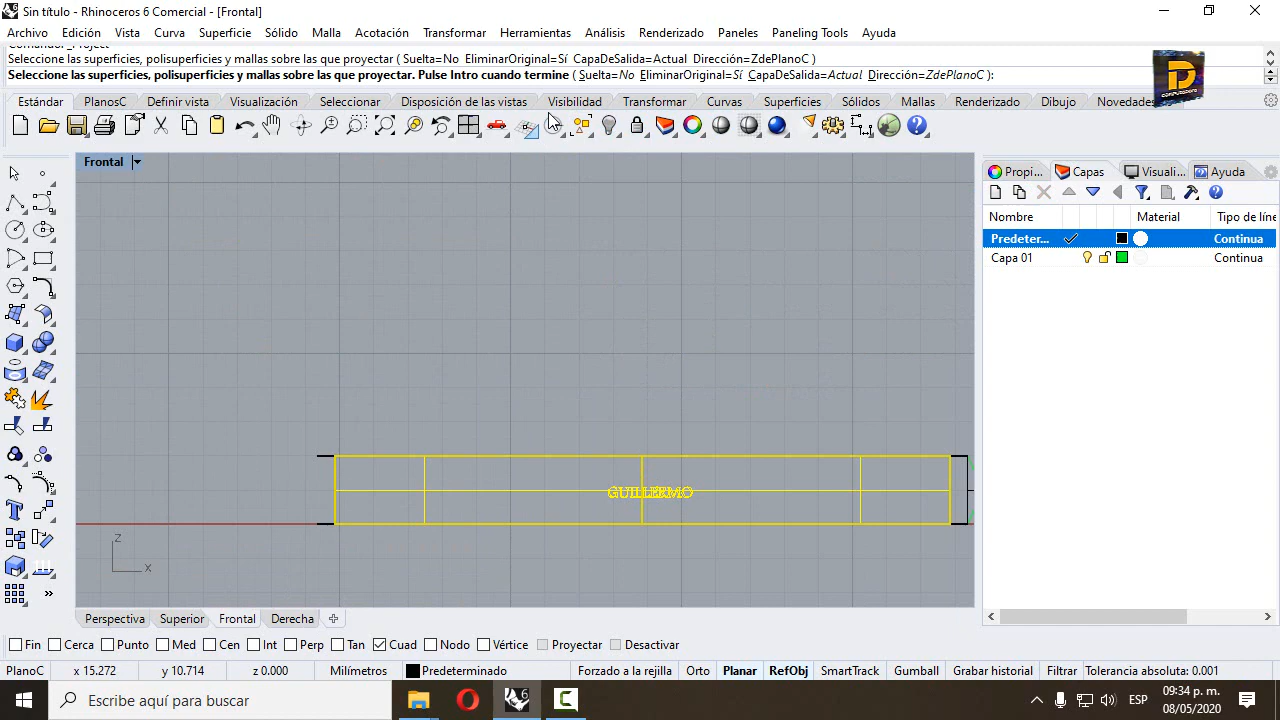 Sin título - Rhinoceros 6 Comercial - [Frontal]
Archivo Edición Vista Curva Superficie Sólido Malla Acotación Transformar Herramientas Análisis Renderizado Paneles Paneling Tools Ayuda
Seleccione las superficies, polisuperficies y mallas sobre las que proyectar ( Suelta=No EliminarOriginal=Sí CapaDeSalida=Actual Dirección=ZdePlanoC )
Seleccione las superficies, polisuperficies y mallas sobre las que proyectar. Pulse Intro cuando termine ( Suelta=No EliminarOriginal=Sí CapaDeSalida=Actual Dirección=ZdePlanoC ):
Estándar PlanosC Definir vista Visualización Seleccionar Disposición de las vistas Visibilidad Transformar Curvas Superficies Sólidos Mallas Renderizado Dibujo Novedades
Frontal
Propi... Capas Visuali... Ayuda
Nombre Material Tipo de líne
Predeter... Continua
Capa 01 Continua
GUILLERMO
z
x
Perspectiva Superior Frontal Derecha
Fin Cerca Punto Med Cen Int Perp Tan Cuad Nodo Vértice Proyectar Desactivar
PlanoC x 15.272 y 10.714 z 0.000 Milímetros Predeterminado Forzado a la rejilla Orto Planar RefObj SmartTrack Gumball Grabar historial Filtrar Tolerancia absoluta: 0.001
Escribe aquí para buscar
ESP
09:34 p. m.
08/05/2020